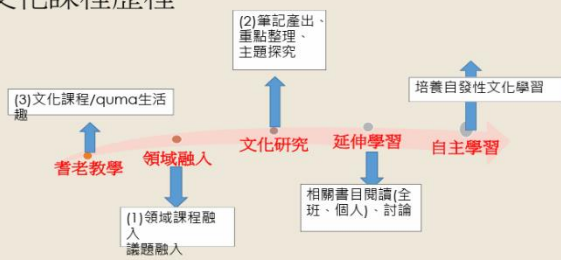 文化課程歷程
(2)筆記產出、
重點整理、
主題探究
培養自發性文化學習
(3)文化課程/quma生活
趣
耆老教學
領域融入
文化研究
延伸學習
自主學習
(1)領域課程融
入
議題融入
相關書目閱讀(全
班、個人)、討論